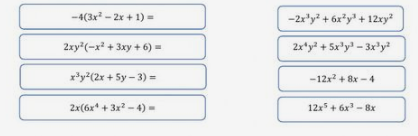 −4(3x² − 2x + 1) =
2xy²(−x² + 3xy + 6) =
x³y²(2x + 5y − 3) =
2x(6x⁴ + 3x² − 4) =
−2x³y² + 6x²y³ + 12xy²
2x⁴y² + 5x³y³ − 3x³y²
−12x² + 8x − 4
12x⁵ + 6x³ − 8x